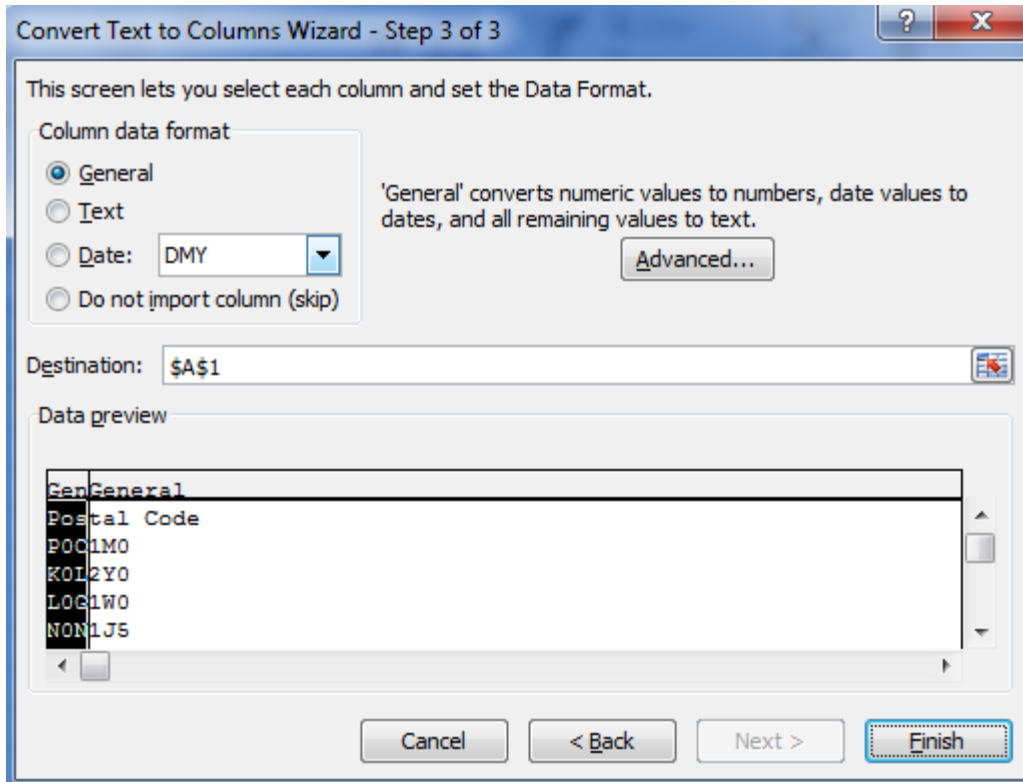 Convert Text to Columns Wizard - Step 3 of 3
?
X
This screen lets you select each column and set the Data Format.
Column data format
General
Text
Date: DMY
Do not import column (skip)
'General' converts numeric values to numbers, date values to
dates, and all remaining values to text.
Advanced...
Destination: $A$1
Data preview
GenGeneral
Postal Code
P0C1M0
K0L2Y0
L0G1W0
N0N1J5
Cancel
< Back
Next >
Finish